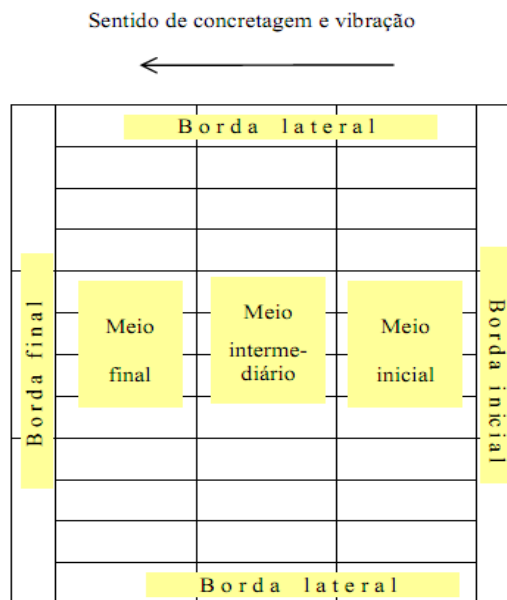 Sentido de concretagem e vibração
Borda lateral
Borda final
Meio
final
Meio
interme-
diário
Meio
inicial
Borda inicial
Borda lateral